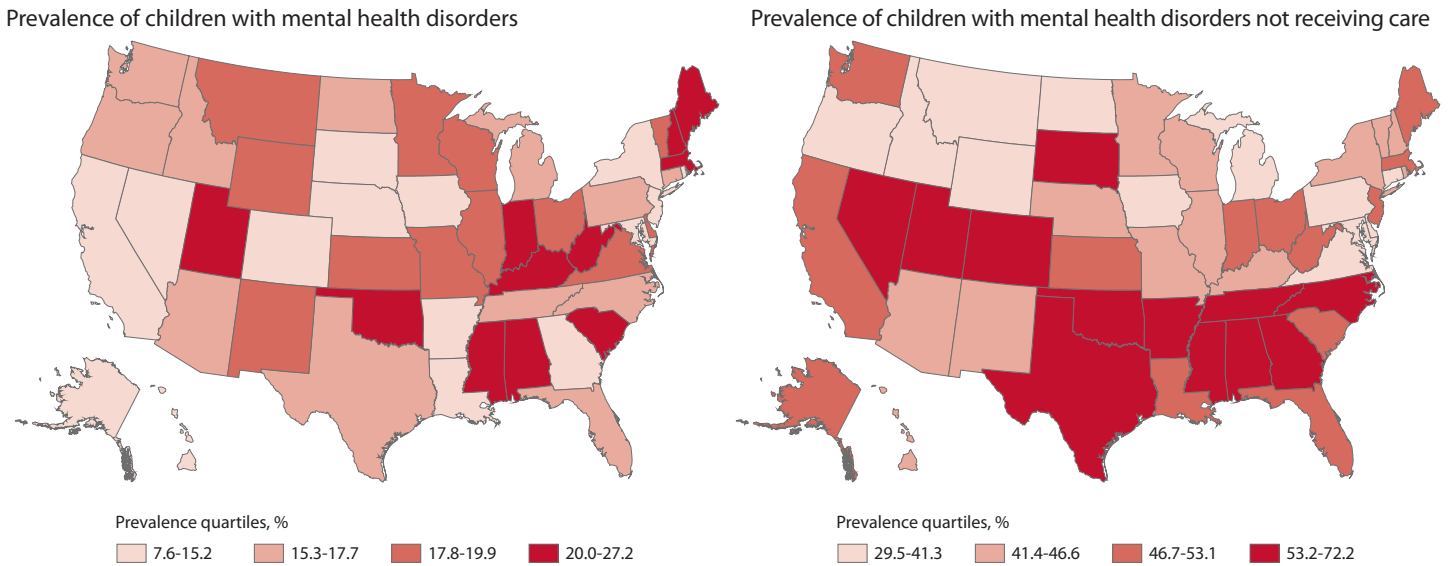 Prevalence of children with mental health disorders
Prevalence quartiles, %
7.6-15.2 15.3-17.7 17.8-19.9 20.0-27.2
Prevalence of children with mental health disorders not receiving care
Prevalence quartiles, %
29.5-41.3 41.4-46.6 46.7-53.1 53.2-72.2